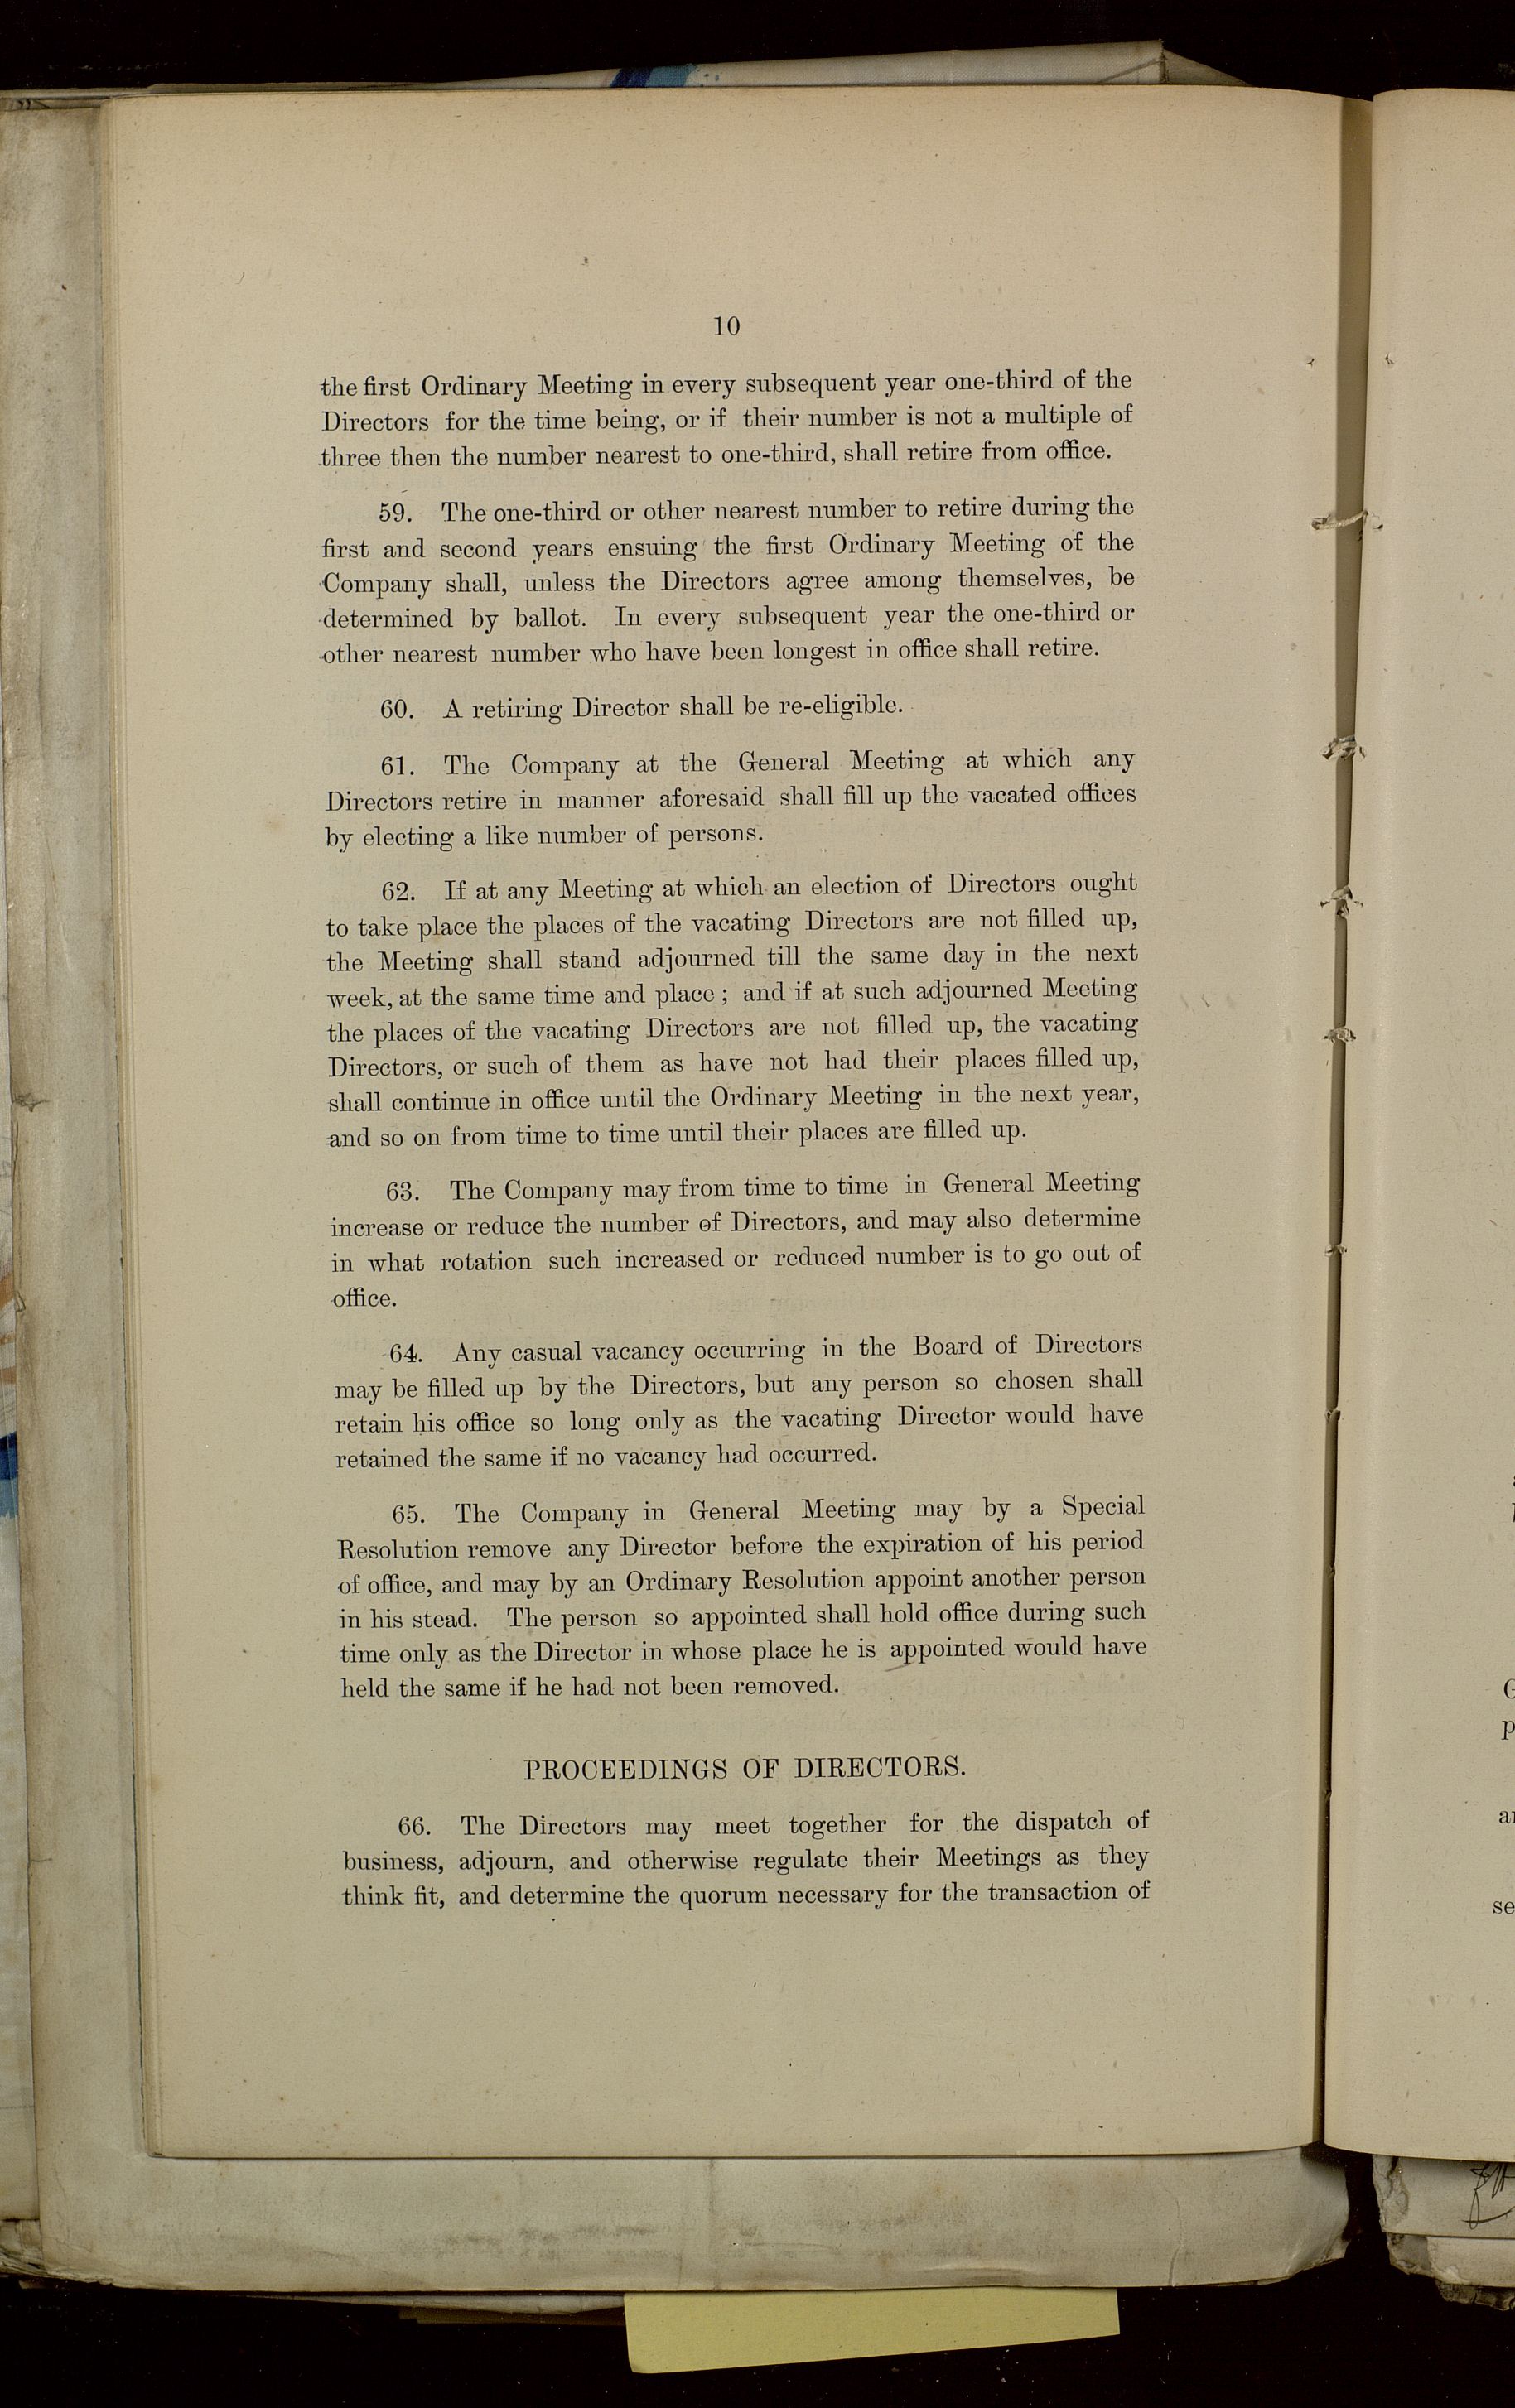 10
the first Ordinary Meeting in every subsequent year one-third of the
Directors for the time being, or if their number is not a multiple of
three then the number nearest to one-third, shall retire from office.
59. The one-third or other nearest number to retire during the
first and second years ensuing the first Ordinary Meeting of the
Company shall, unless the Directors agree among themselves, be
determined by ballot. In every subsequent year the one-third or
other nearest number who have been longest in office shall retire.
60. A retiring Director shall be re-eligible.
61. The Company at the General Meeting at which any
Directors retire in manner aforesaid shall fill up the vacated offices
by electing a like number of persons.
62. If at any Meeting at which an election of Directors ought
to take place the places of the vacating Directors are not filled up,
the Meeting shall stand adjourned till the same day in the next
week, at the same time and place; and if at such adjourned Meeting
the places of the vacating Directors are not filled up, the vacating
Directors, or such of them as have not had their places filled up,
shall continue in office until the Ordinary Meeting in the next year,
and so on from time to time until their places are filled up.
63. The Company may from time to time in General Meeting
increase or reduce the number of Directors, and may also determine
in what rotation such increased or reduced number is to go out of
office.
64. Any casual vacancy occurring in the Board of Directors
may be filled up by the Directors, but any person so chosen shall
retain his office so long only as the vacating Director would have
retained the same if no vacancy had occurred.
65. The Company in General Meeting may by a Special
Resolution remove any Director before the expiration of his period
of office, and may by an Ordinary Resolution appoint another person
in his stead. The person so appointed shall hold office during such
time only as the Director in whose place he is appointed would have
held the same if he had not been removed.
PROCEEDINGS OF DIRECTORS.
66. The Directors may meet together for the dispatch of
business, adjourn, and otherwise regulate their Meetings as they
think fit, and determine the quorum necessary for the transaction of